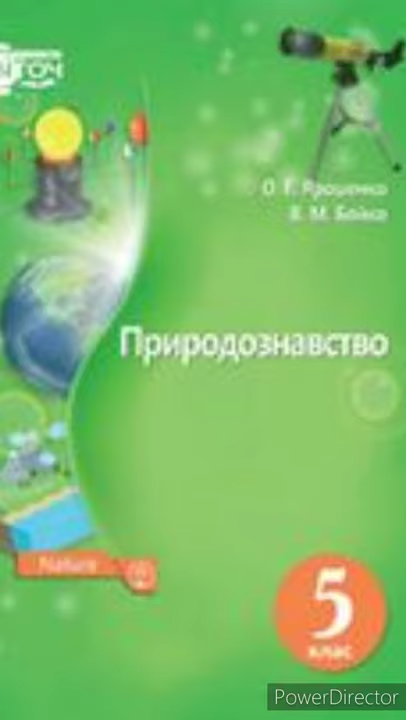 О. Г. Ярошенко
В. М. Бойко
Природознавство
Nature
5
клас
PowerDirector